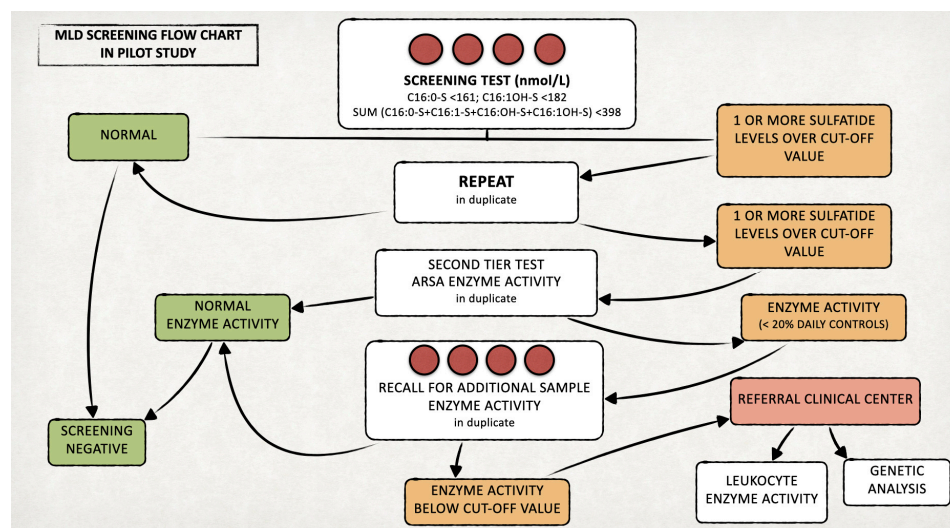 MLD SCREENING FLOW CHART
IN PILOT STUDY
SCREENING TEST (nmol/L)
C16:0-S <161; C16:1OH-S <182
SUM (C16:0-S+C16:1-S+C16:OH-S+C16:1OH-S) <398
NORMAL
1 OR MORE SULFATIDE
LEVELS OVER CUT-OFF
VALUE
REPEAT
in duplicate
1 OR MORE SULFATIDE
LEVELS OVER CUT-OFF
VALUE
SECOND TIER TEST
ARSA ENZYME ACTIVITY
in duplicate
NORMAL
ENZYME ACTIVITY
ENZYME ACTIVITY
(< 20% DAILY CONTROLS)
RECALL FOR ADDITIONAL SAMPLE
ENZYME ACTIVITY
in duplicate
REFERRAL CLINICAL CENTER
SCREENING
NEGATIVE
ENZYME ACTIVITY
BELOW CUT-OFF VALUE
LEUKOCYTE
ENZYME ACTIVITY
GENETIC
ANALYSIS